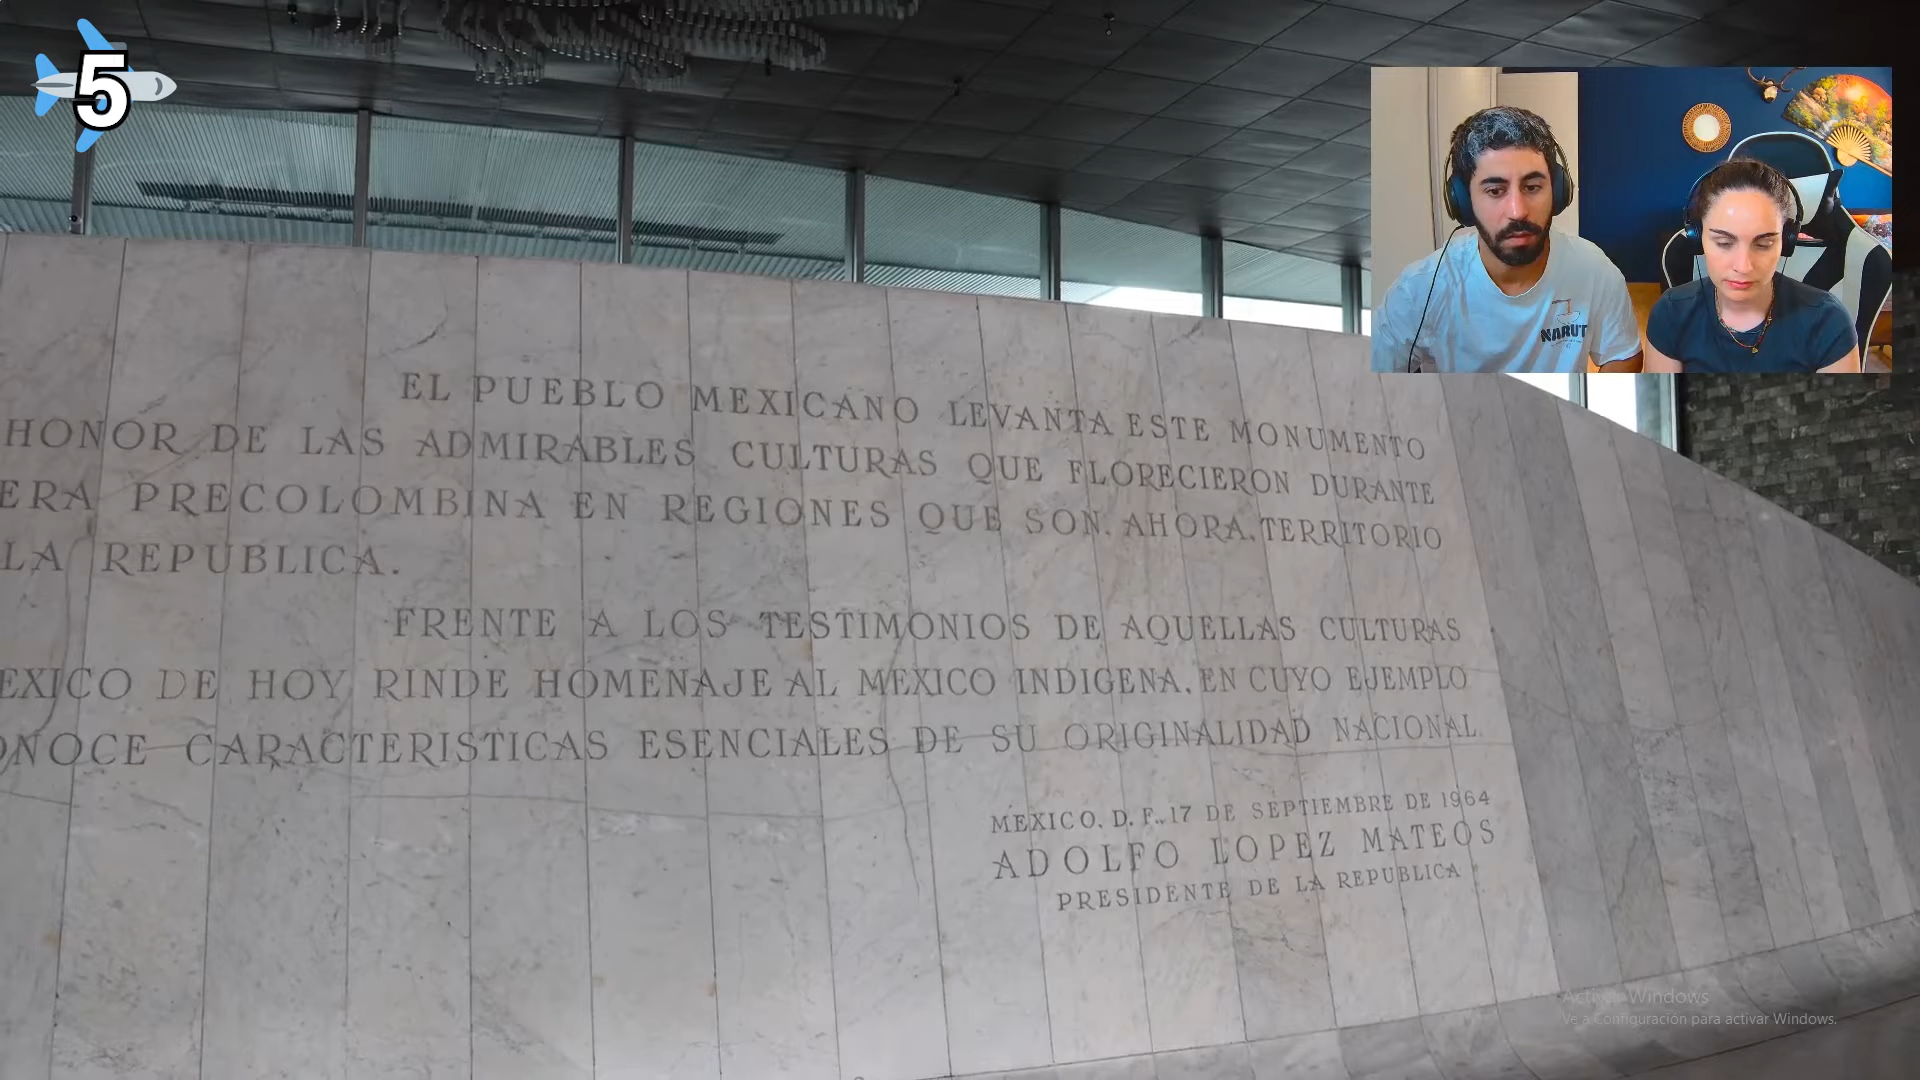 5
NARUT
EL PUEBLO MEXICANO LEVANTA ESTE MONUMENTO
HONOR DE LAS ADMIRABLES CULTURAS QUE FLORECIERON DURANTE
ERA PRECOLOMBINA EN REGIONES QUE SON, AHORA, TERRITORIO
LA REPUBLICA.
FRENTE A LOS TESTIMONIOS DE AQUELLAS CULTURAS
EXICO DE HOY RINDE HOMENAJE AL MEXICO INDIGENA, EN CUYO EJEMPLO
ONOCE CARACTERISTICAS ESENCIALES DE SU ORIGINALIDAD NACIONAL.
MEXICO, D. F., 17 DE SEPTIEMBRE DE 1964
ADOLFO LOPEZ MATEOS
PRESIDENTE DE LA REPUBLICA
Activar Windows
Ve a Configuración para activar Windows.